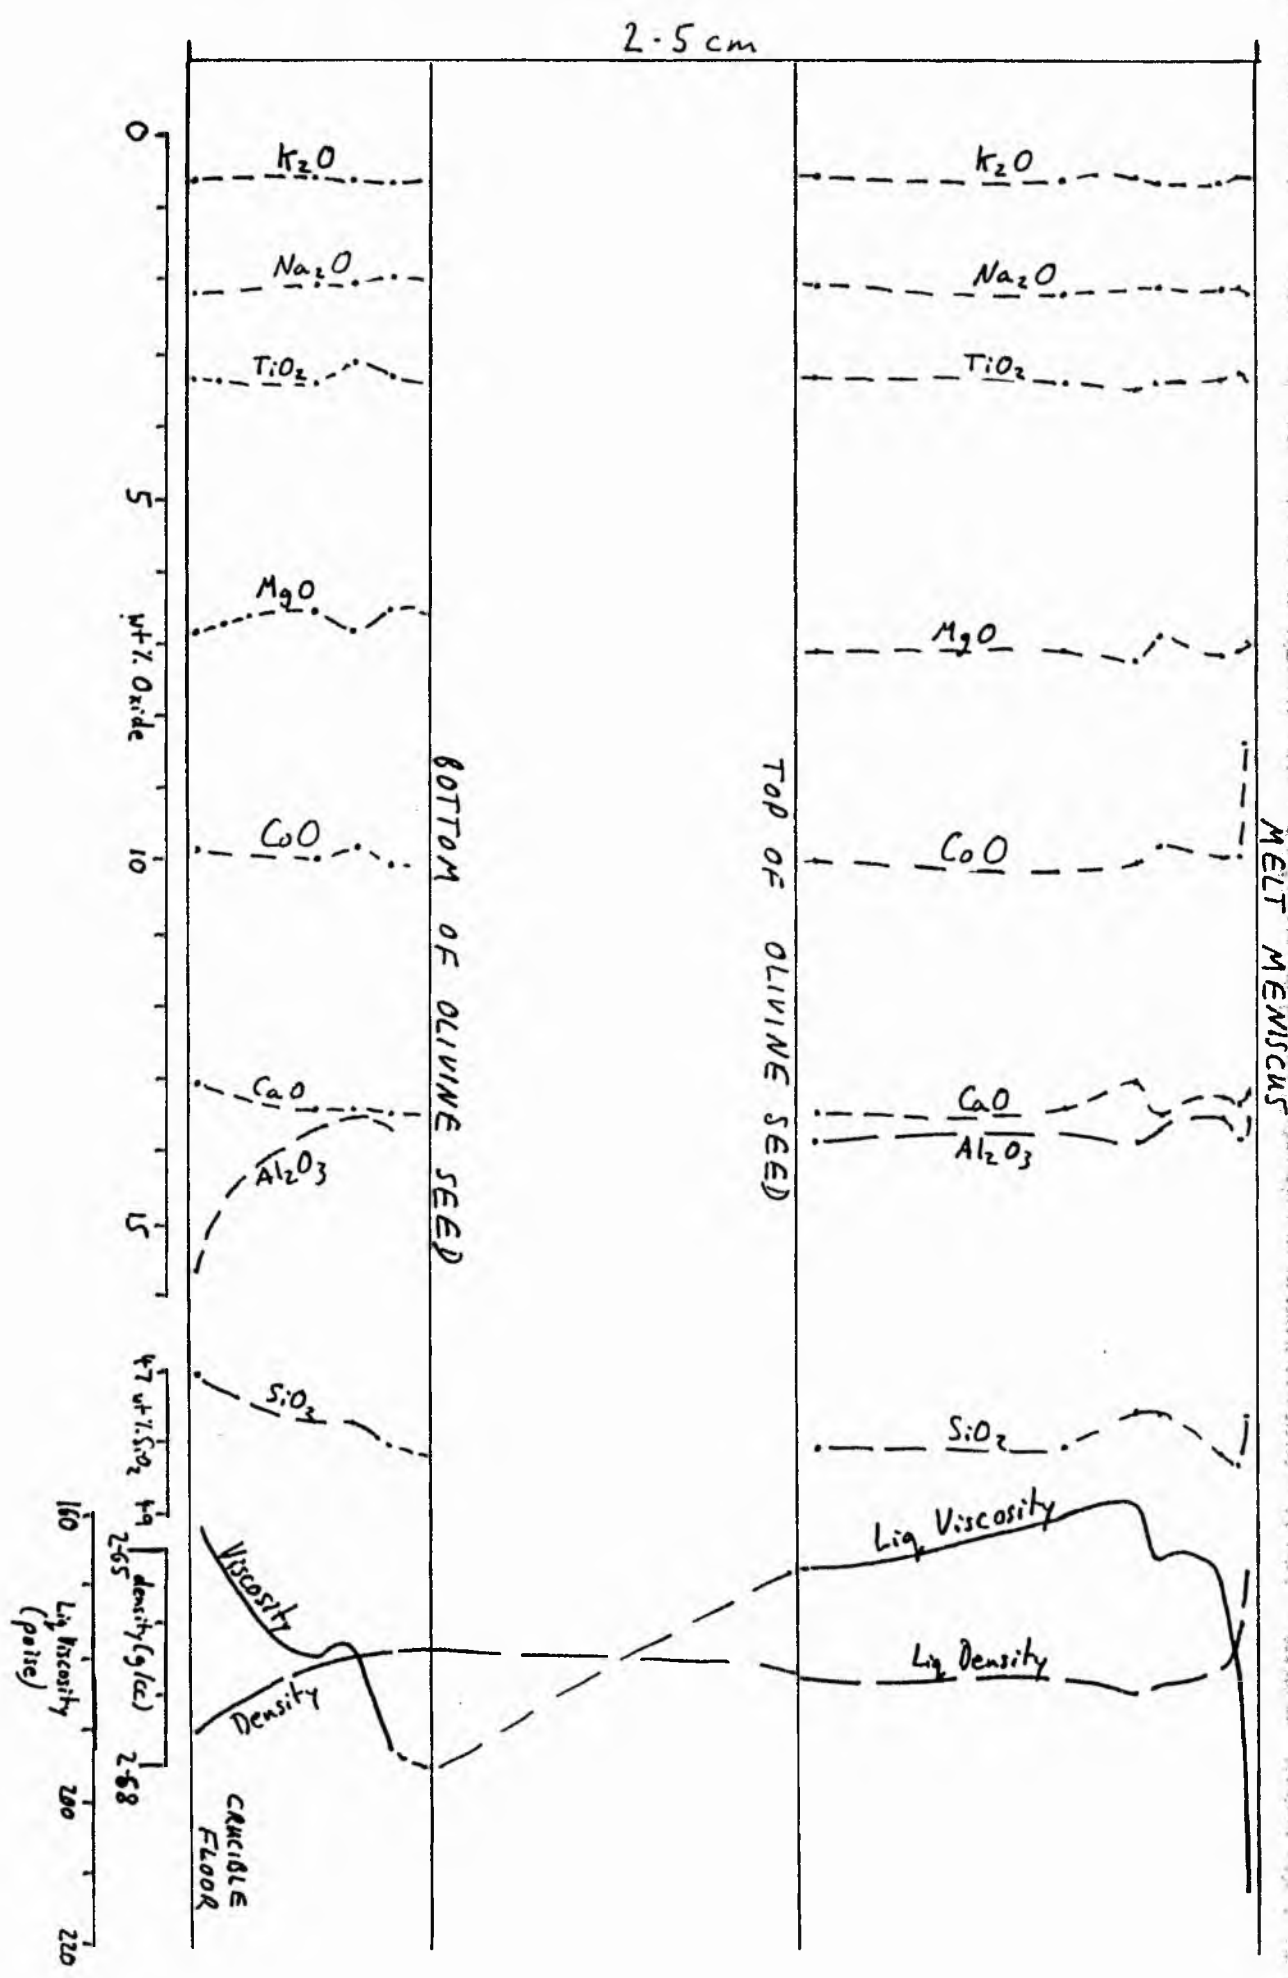 2.5 cm
0
K₂O
K₂O
Na₂O
Na₂O
TiO₂
TiO₂
5
MgO
MgO
wt %. Oxide
CoO
CoO
10
BOTTOM OF OLIVINE SEED
TOP OF OLIVINE SEED
MELT MENISCUS
CaO
CaO
Al₂O₃
Al₂O₃
15
47
wt %. SiO₂
49
SiO₂
SiO₂
160
Liq Viscosity
(poise)
200
220
2.65
density (g/cc)
2.68
Viscosity
Density
Liq. Viscosity
Liq Density
CRUCIBLE
FLOOR